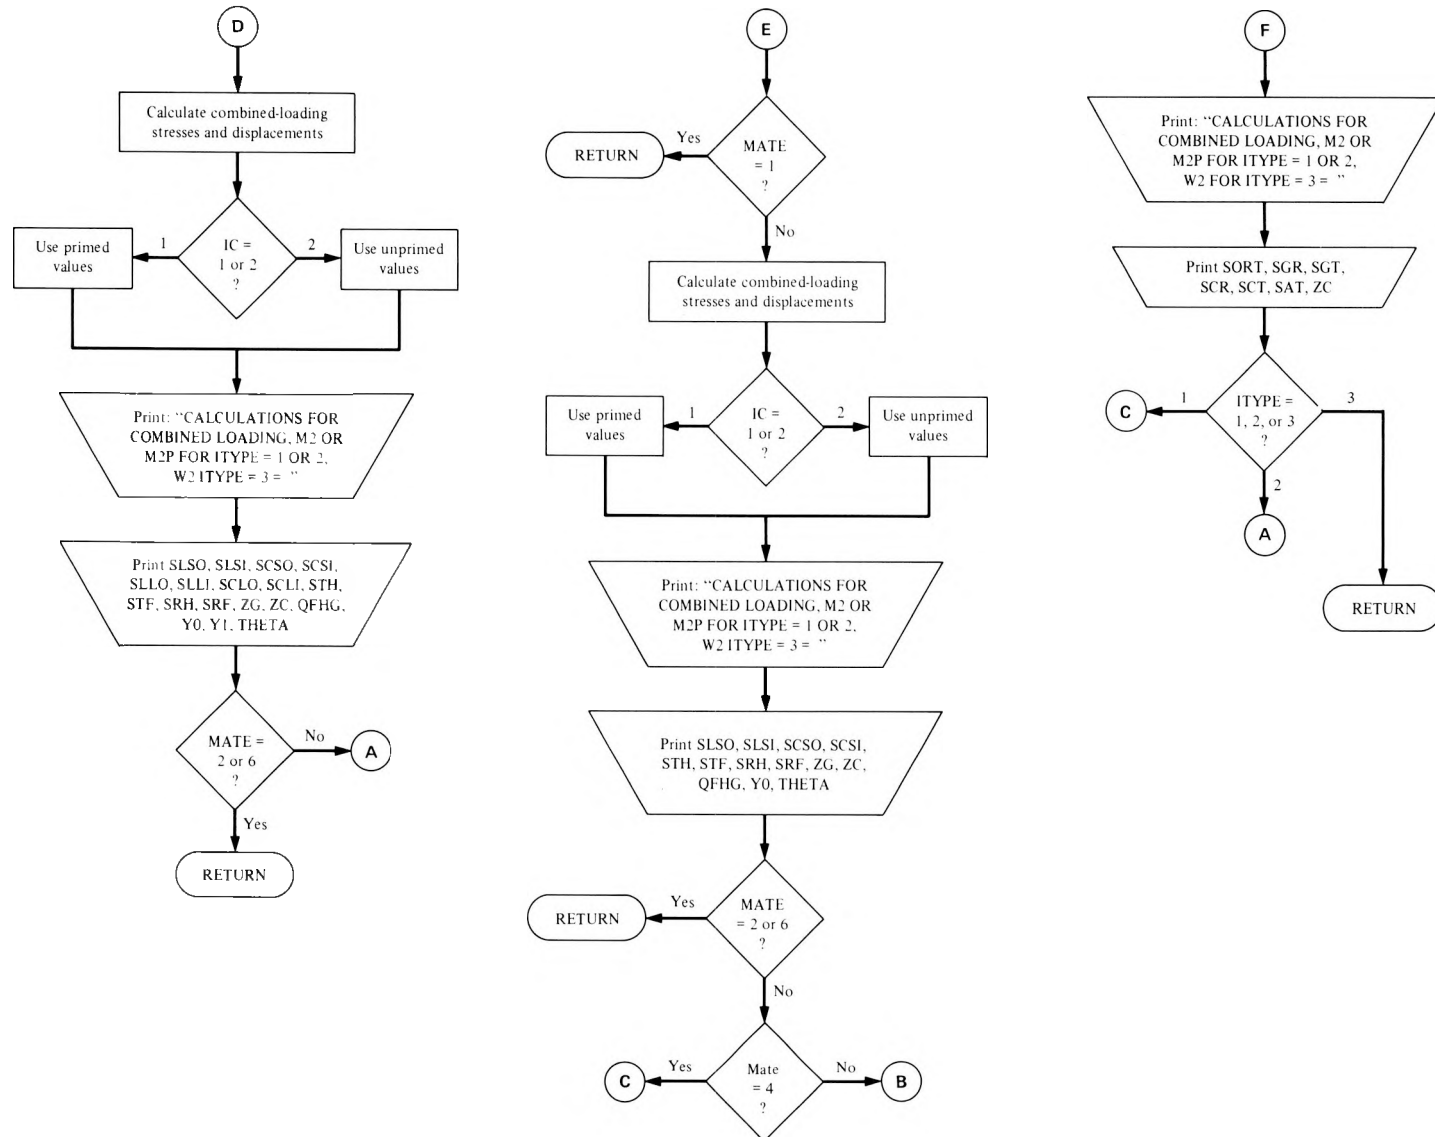 D
Calculate combined-loading
stresses and displacements
IC =
1 or 2
?
1
2
Use primed
values
Use unprimed
values
Print: “CALCULATIONS FOR
COMBINED LOADING, M2 OR
M2P FOR ITYPE = 1 OR 2,
W2 ITYPE = 3 = ”
Print SLSO, SLSI, SCSO, SCSI,
SLLO, SLLI, SCLO, SCLI, STH,
STF, SRH, SRF, ZG, ZC, QFHG,
Y0, Y1, THETA
MATE =
2 or 6
?
No
A
Yes
RETURN
E
MATE
= 1
?
Yes
RETURN
No
Calculate combined-loading
stresses and displacements
IC =
1 or 2
?
1
2
Use primed
values
Use unprimed
values
Print: “CALCULATIONS FOR
COMBINED LOADING, M2 OR
M2P FOR ITYPE = 1 OR 2,
W2 ITYPE = 3 = ”
Print SLSO, SLSI, SCSO, SCSI,
STH, STF, SRH, SRF, ZG, ZC,
QFHG, Y0, THETA
MATE
= 2 or 6
?
Yes
RETURN
No
Mate
= 4
?
Yes
C
No
B
F
Print: “CALCULATIONS FOR
COMBINED LOADING, M2 OR
M2P FOR ITYPE = 1 OR 2,
W2 FOR ITYPE = 3 = ”
Print SORT, SGR, SGT,
SCR, SCT, SAT, ZC
ITYPE =
1, 2, or 3
?
1
C
2
A
3
RETURN